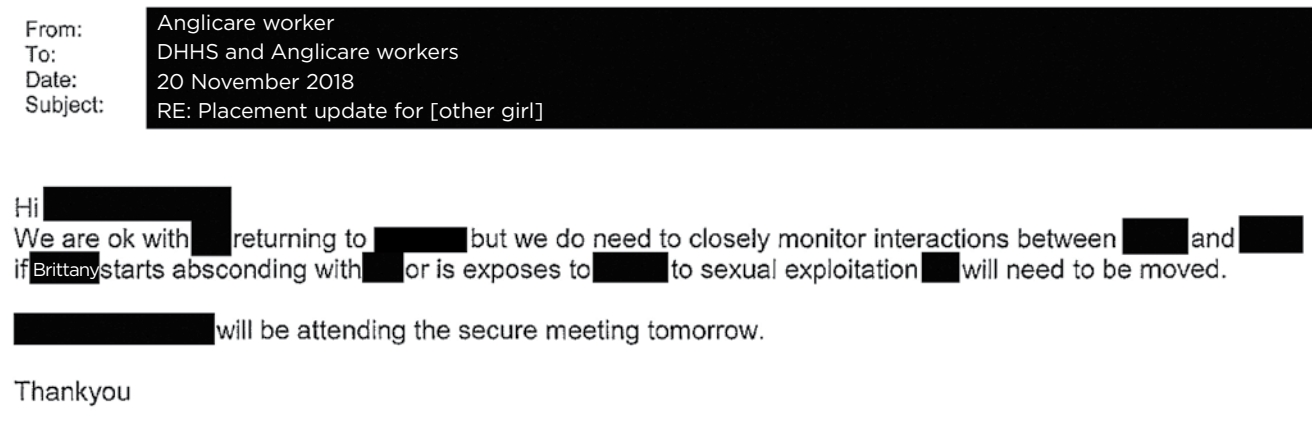 From: Anglicare worker
To: DHHS and Anglicare workers
Date: 20 November 2018
Subject: RE: Placement update for [other girl]
Hi
We are ok with returning to but we do need to closely monitor interactions between and
if Brittany starts absconding with or is exposes to to sexual exploitation will need to be moved.
will be attending the secure meeting tomorrow.
Thankyou